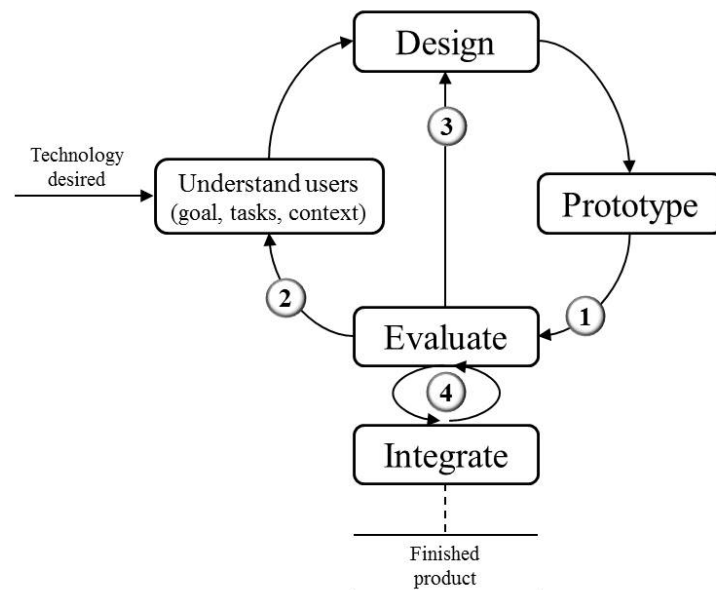 Design
3
Technology
desired
Understand users
(goal, tasks, context)
Prototype
2
1
Evaluate
4
Integrate
Finished
product